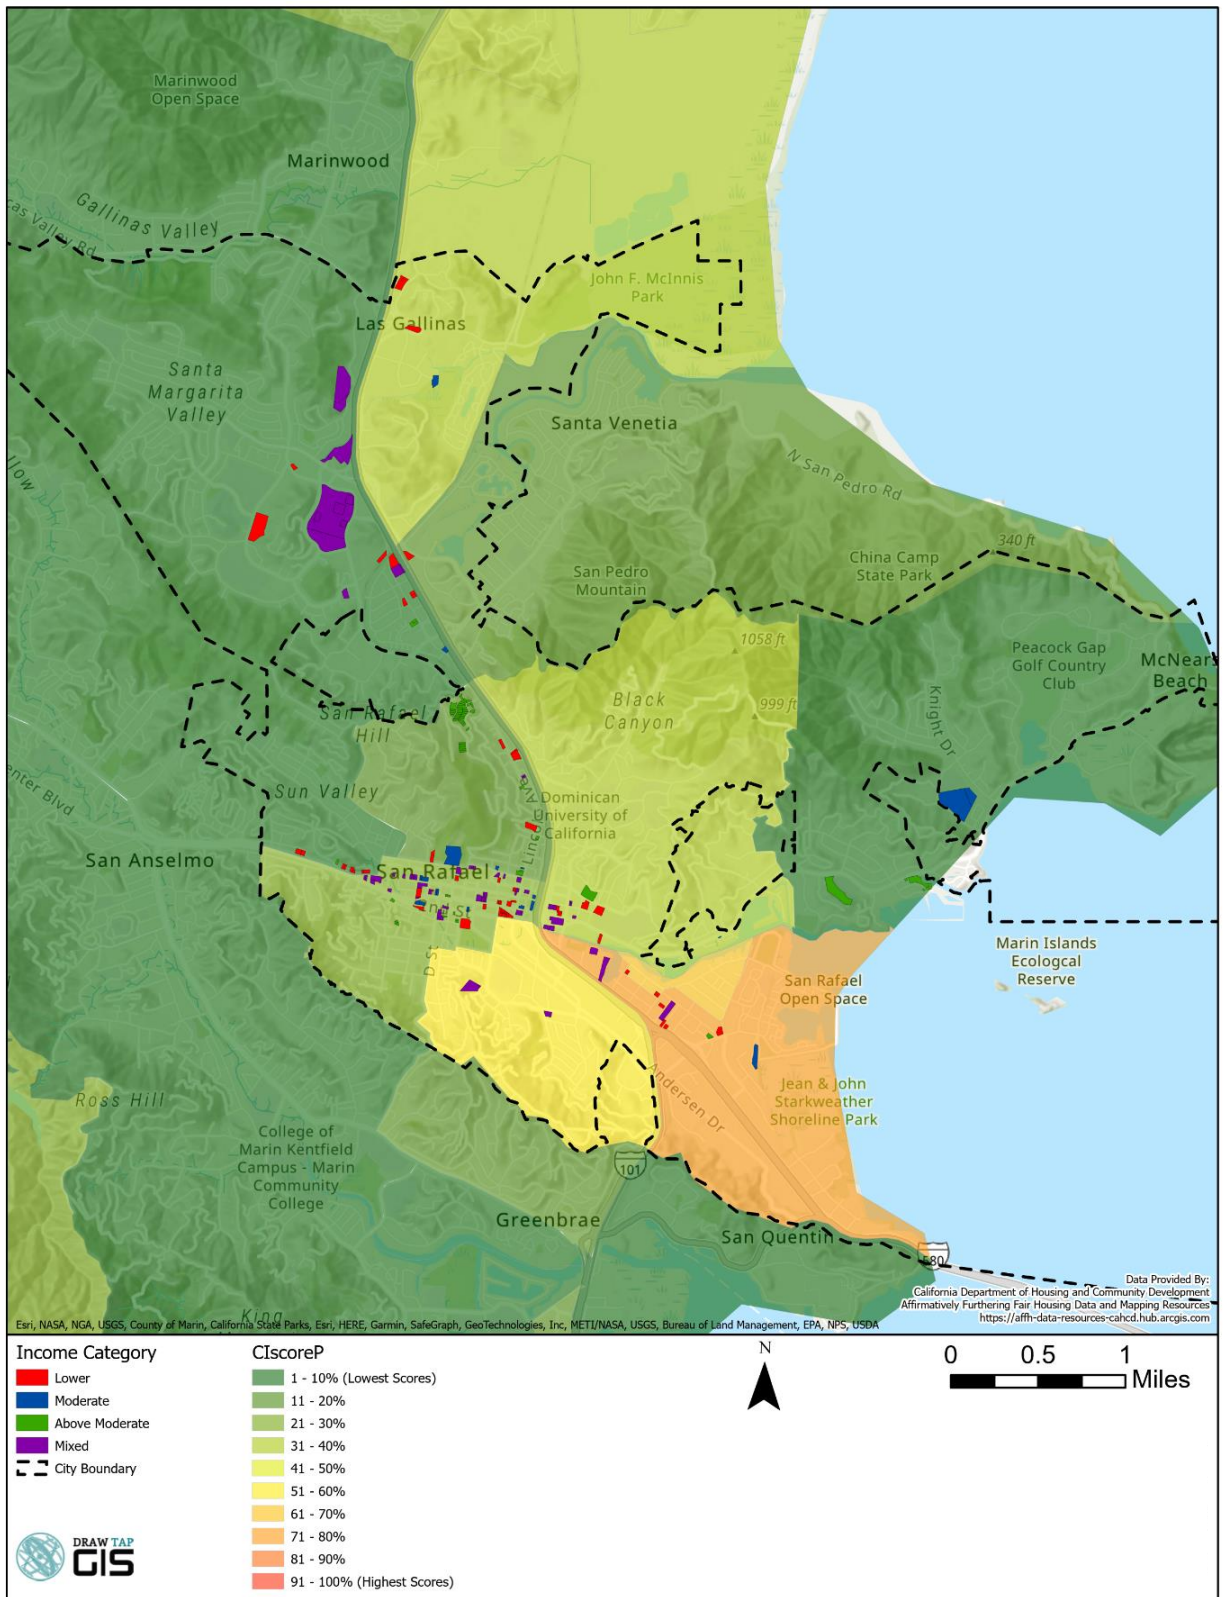 Marinwood
Open Space
Marinwood
Gallinas Valley
cas Valley Rd
John F. McInnis
Park
Las Gallinas
Santa
Margarita
Valley
Santa Venetia
N San Pedro Rd
340 ft
China Camp
State Park
San Pedro
Mountain
1058 ft
Peacock Gap
Golf Country
Club
McNears
Beach
Black
Canyon
999 ft
Knight Dr
San Rafael
Hill
Sun Valley
Dominican
University of
California
Lincoln Ave
enter Blvd
San Anselmo
San Rafael
2nd St
D St
Marin Islands
Ecologcal
Reserve
San Rafael
Open Space
Andersen Dr
Jean & John
Starkweather
Shoreline Park
Ross Hill
College of
Marin Kentfield
Campus - Marin
Community
College
101
Greenbrae
San Quentin
580
King
Data Provided By:
California Department of Housing and Community Development
Affirmatively Furthering Fair Housing Data and Mapping Resources
https://affh-data-resources-cahcd.hub.arcgis.com
Esri, NASA, NGA, USGS, County of Marin, California State Parks, Esri, HERE, Garmin, SafeGraph, GeoTechnologies, Inc, METI/NASA, USGS, Bureau of Land Management, EPA, NPS, USDA
Income Category
Lower
Moderate
Above Moderate
Mixed
City Boundary
DRAW TAP
GIS
CIscoreP
1 - 10% (Lowest Scores)
11 - 20%
21 - 30%
31 - 40%
41 - 50%
51 - 60%
61 - 70%
71 - 80%
81 - 90%
91 - 100% (Highest Scores)
N
0 0.5 1
Miles